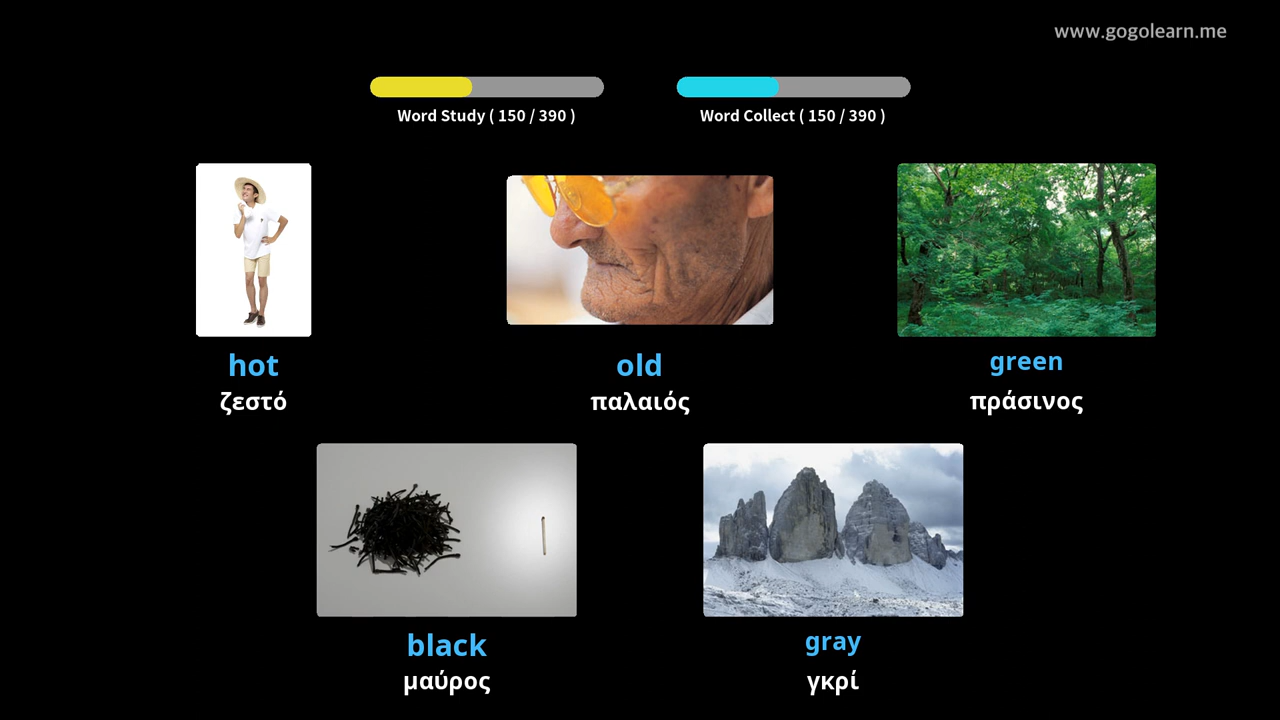 www.gogolearn.me
Word Study ( 150 / 390 )
Word Collect ( 150 / 390 )
hot
ζεστό
old
παλαιός
green
πράσινος
black
μαύρος
gray
γκρί